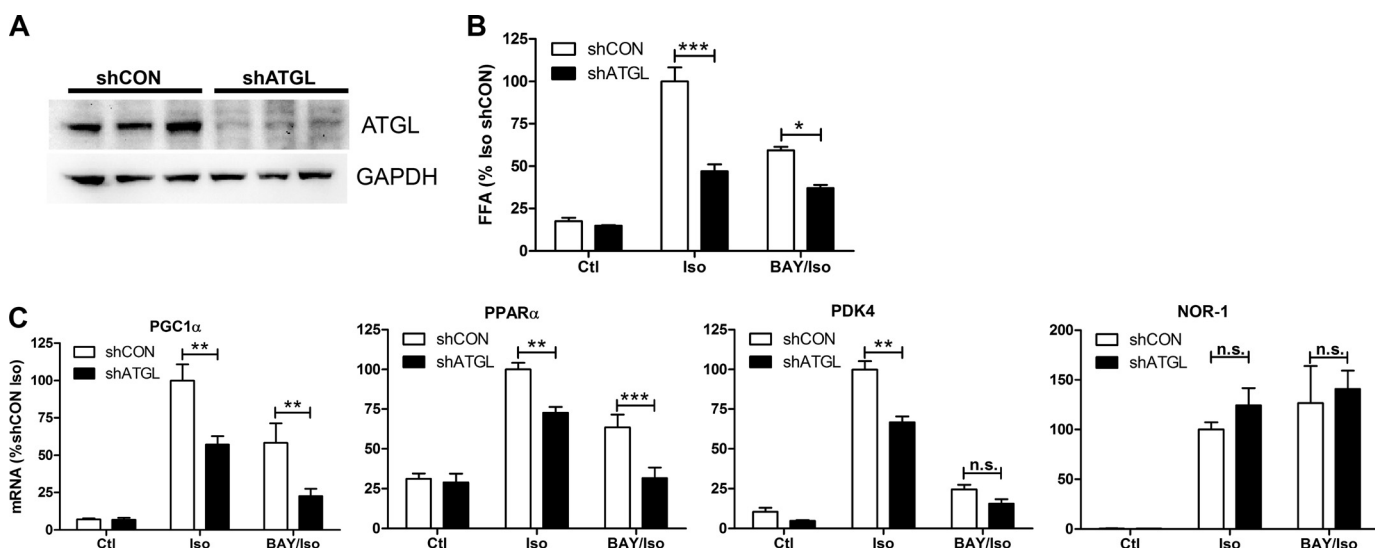 A
shCON shATGL
ATGL
GAPDH
B
FFA (% Iso shCON)
125
100
75
50
25
0
shCON
shATGL
***
*
Ctl Iso BAY/Iso
C
mRNA (%shCON Iso)
PGC1α
125
100
75
50
25
0
shCON
shATGL
**
**
Ctl Iso BAY/Iso
PPARα
125
100
75
50
25
0
shCON
shATGL
**
***
Ctl Iso BAY/Iso
PDK4
125
100
75
50
25
0
shCON
shATGL
**
n.s.
Ctl Iso BAY/Iso
NOR-1
200
150
100
50
0
shCON
shATGL
n.s.
n.s.
Ctl Iso BAY/Iso